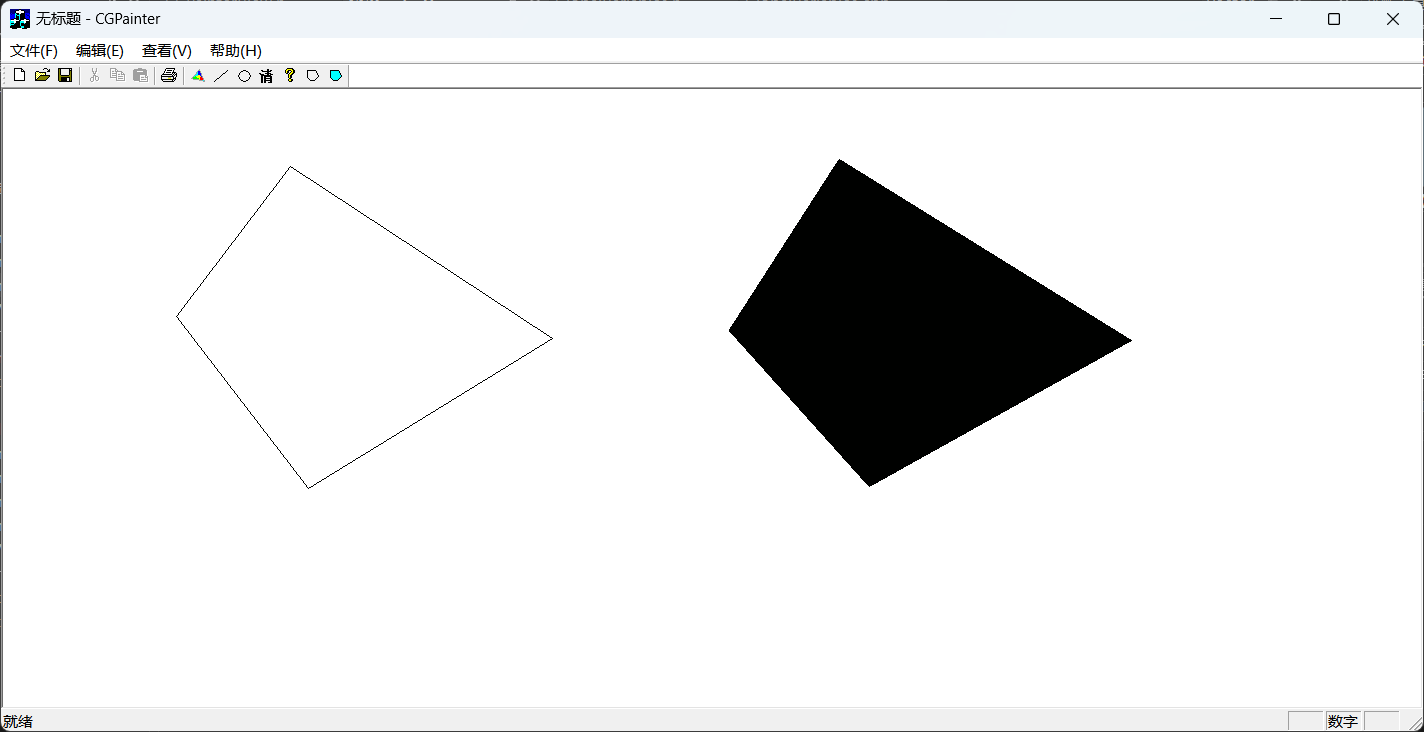 无标题 - CGPainter
文件(F) 编辑(E) 查看(V) 帮助(H)
清
就绪
数字